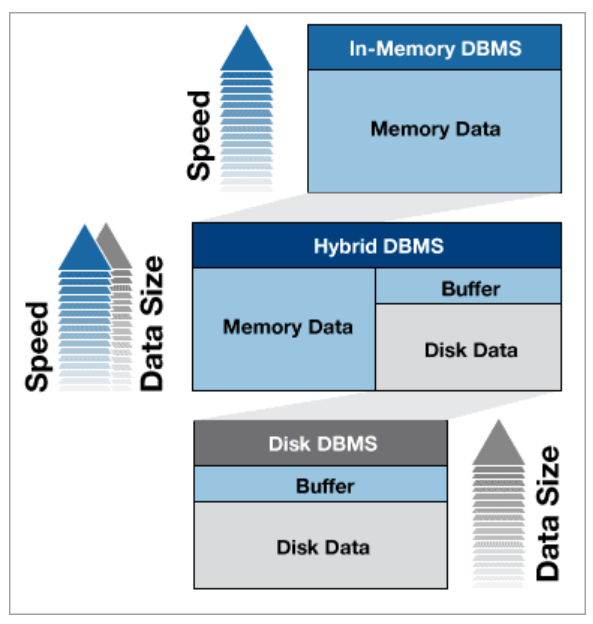 In-Memory DBMS
Speed
Memory Data
Hybrid DBMS
Speed
Data Size
Memory Data
Buffer
Disk Data
Disk DBMS
Buffer
Disk Data
Data Size